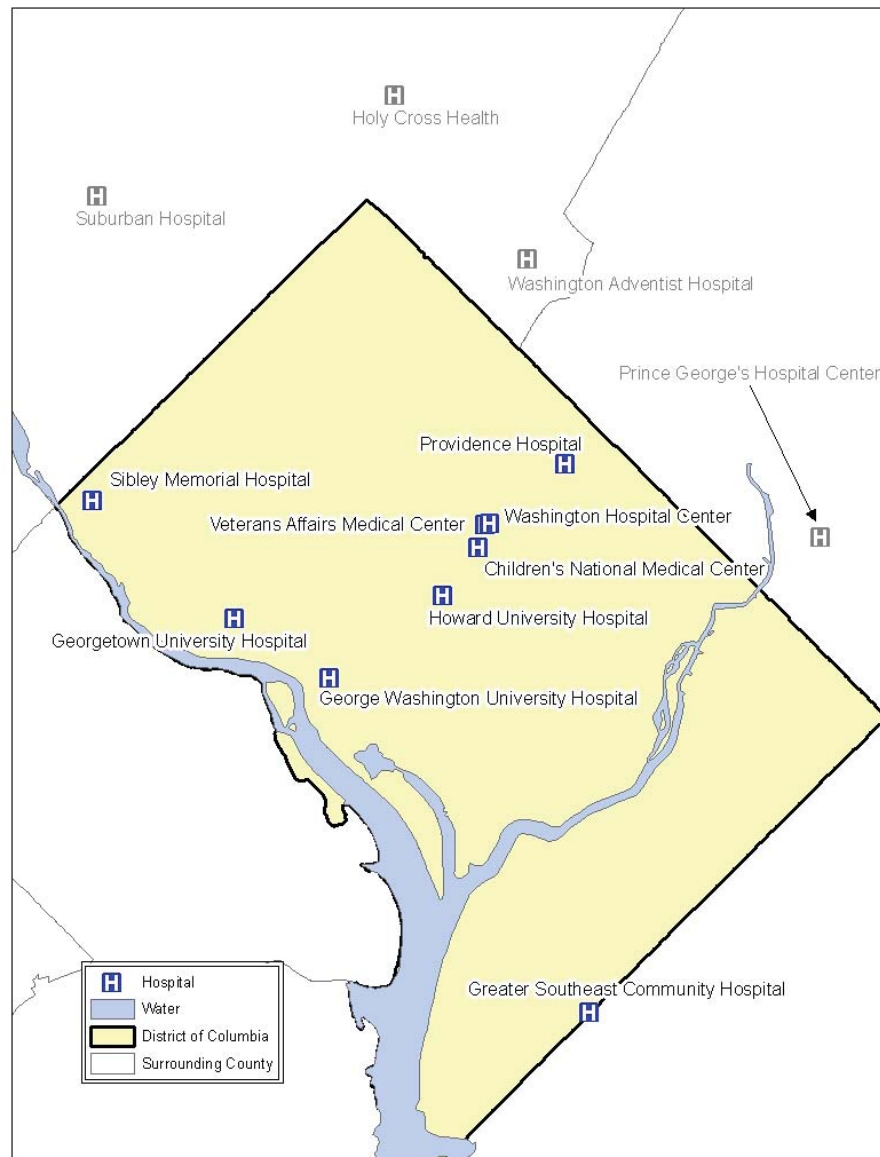 Holy Cross Health
Suburban Hospital
Washington Adventist Hospital
Prince George's Hospital Center
Providence Hospital
Sibley Memorial Hospital
Veterans Affairs Medical Center
Washington Hospital Center
Children's National Medical Center
Howard University Hospital
Georgetown University Hospital
George Washington University Hospital
Greater Southeast Community Hospital
H Hospital
Water
District of Columbia
Surrounding County